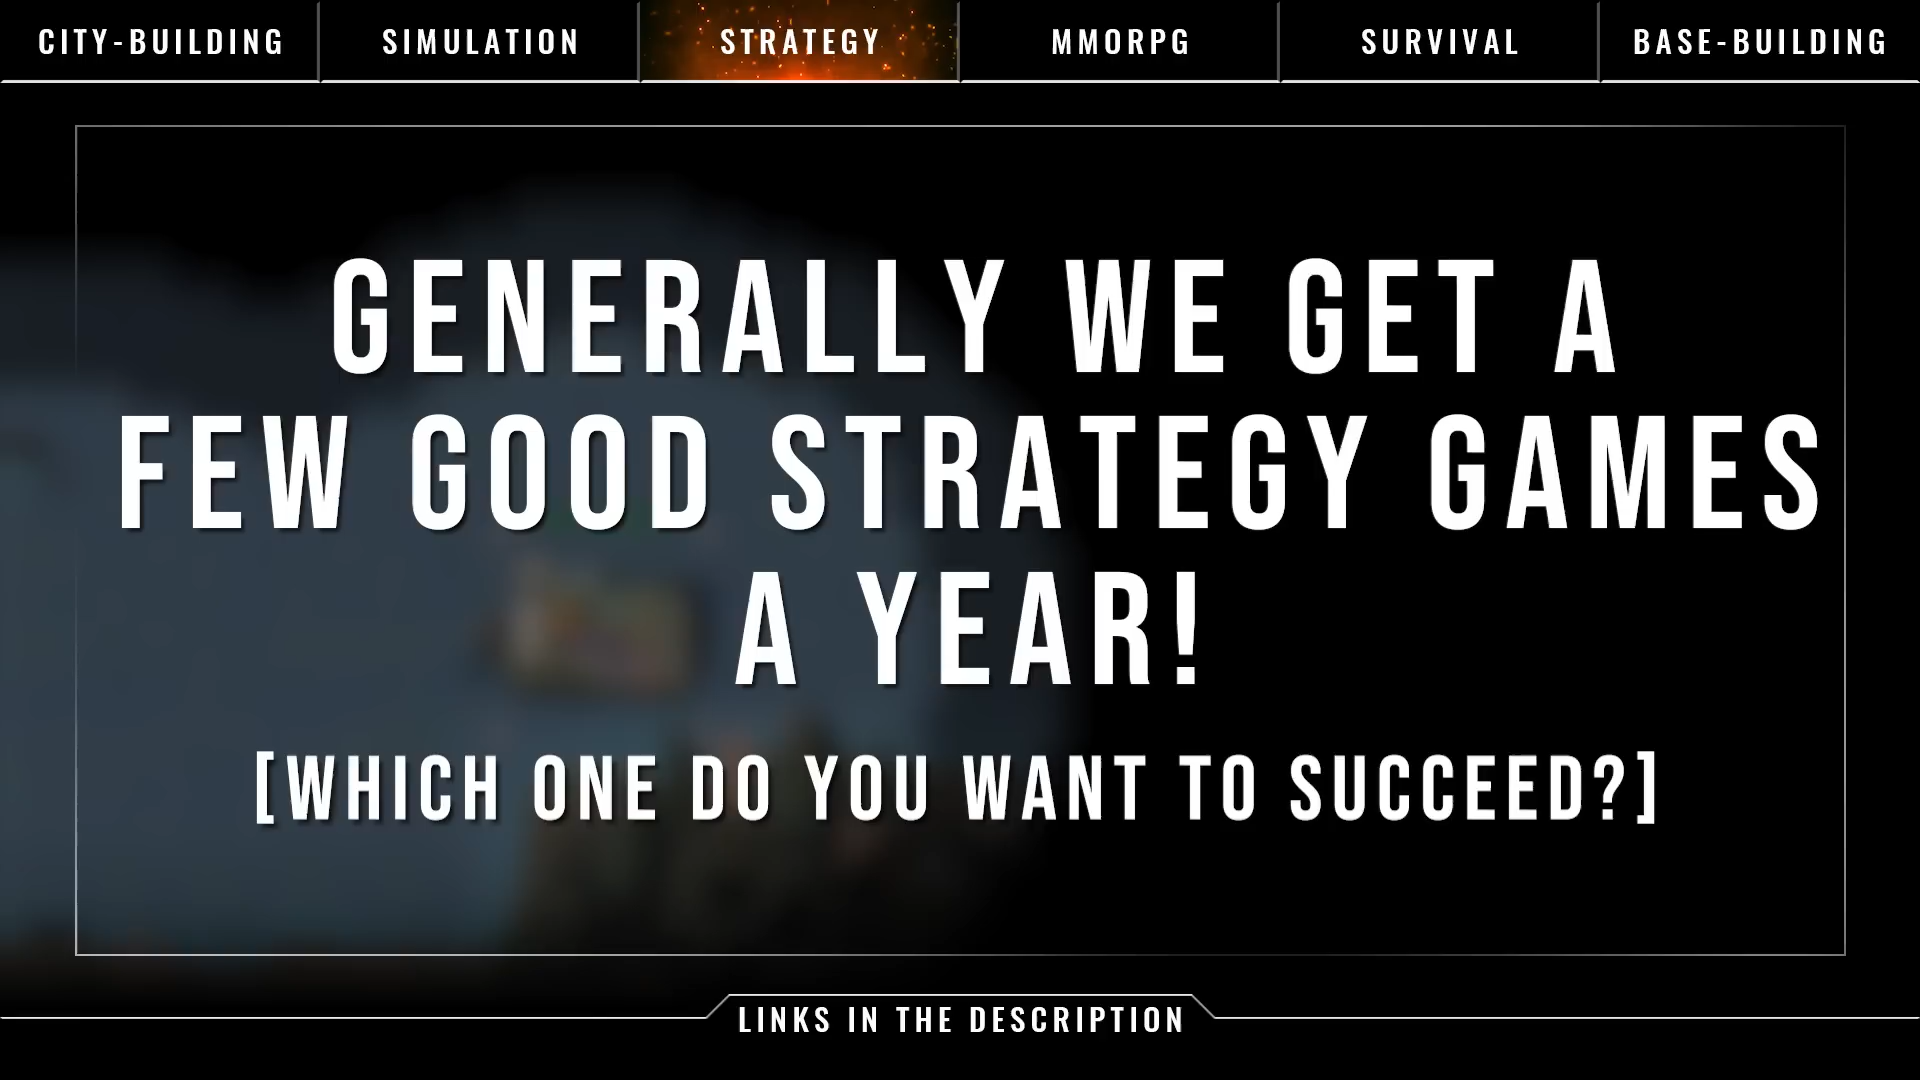 CITY-BUILDING SIMULATION STRATEGY MMORPG SURVIVAL BASE-BUILDING
GENERALLY WE GET A
FEW GOOD STRATEGY GAMES
A YEAR!
[WHICH ONE DO YOU WANT TO SUCCEED?]
LINKS IN THE DESCRIPTION